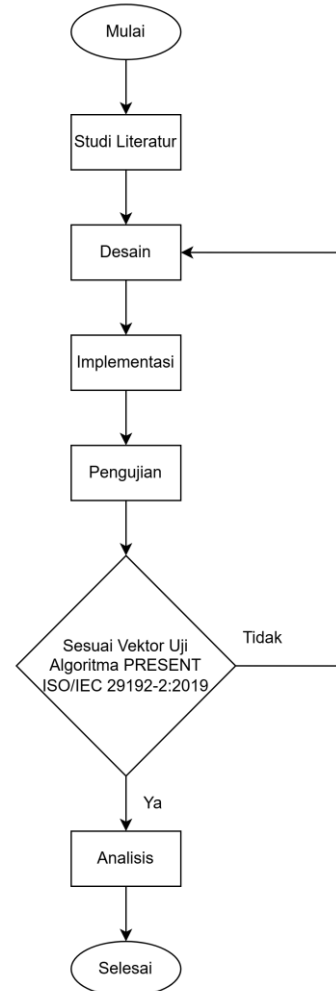 Mulai
Studi Literatur
Desain
Implementasi
Pengujian
Sesuai Vektor Uji
Algoritma PRESENT
ISO/IEC 29192-2:2019
Tidak
Ya
Analisis
Selesai